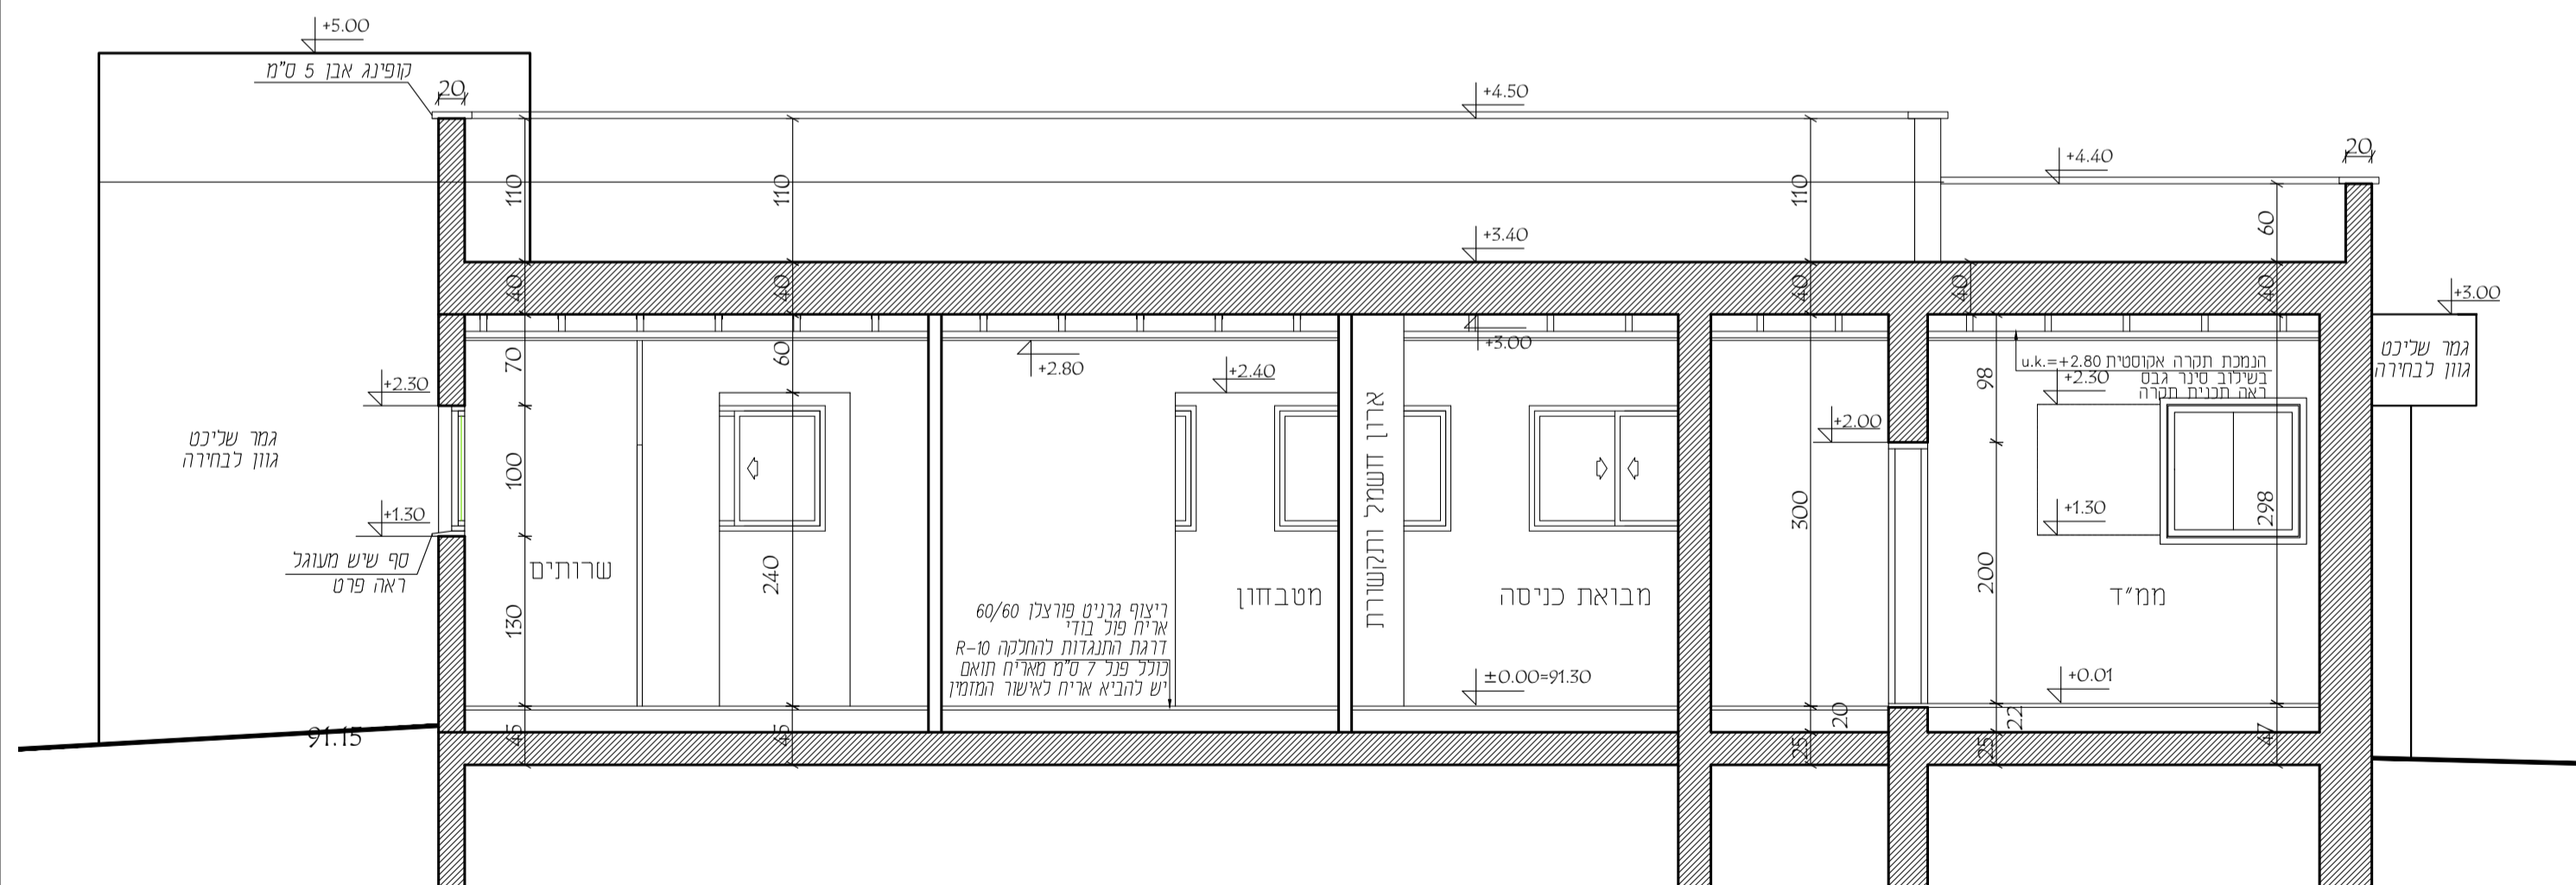 +5.00
קופינג אבן 5 ס"מ
20
+4.50
+4.40
20
110
110
110
60
+3.40
40
40
40
40
40
+3.00
גמר שליכט
גוון לבחירה
70
60
+2.80
+2.40
+3.00
הנמכת תקרה אקוסטית u.k.=+2.80
בשילוב סינר גבס
ראה תכנית תקרה
+2.30
98
+2.30
+2.00
גמר שליכט
גוון לבחירה
100
ארון חשמל ותקשורת
300
298
+1.30
+1.30
סף שיש מעוגל
ראה פרט
שרותים
240
מטבחון
מבואת כניסה
200
ממ"ד
130
ריצוף גרניט פורצלן 60/60
אריח פול בודי
דרגת התנגדות להחלקה R-10
כולל פנל 7 ס"מ מאריח תואם
יש להביא אריח לאישור המזמין
±0.00=91.30
+0.01
91.15
45
45
25
20
25
22
47